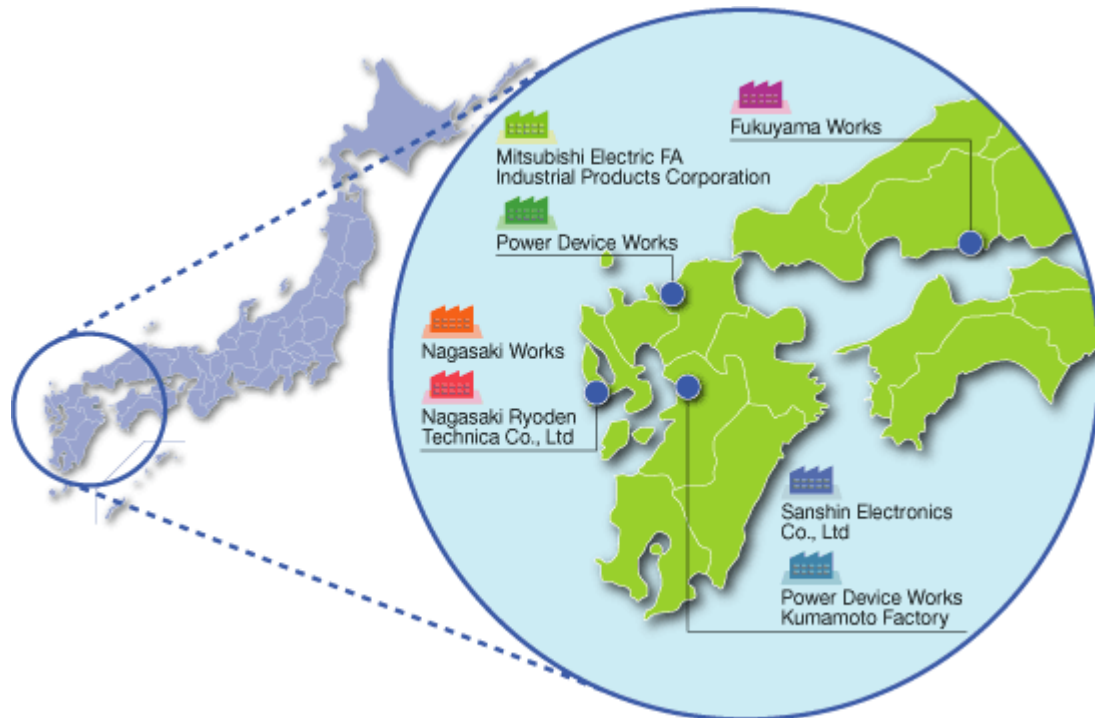 Fukuyama Works
Mitsubishi Electric FA
Industrial Products Corporation
Power Device Works
Nagasaki Works
Nagasaki Ryoden
Technica Co., Ltd
Sanshin Electronics
Co., Ltd
Power Device Works
Kumamoto Factory